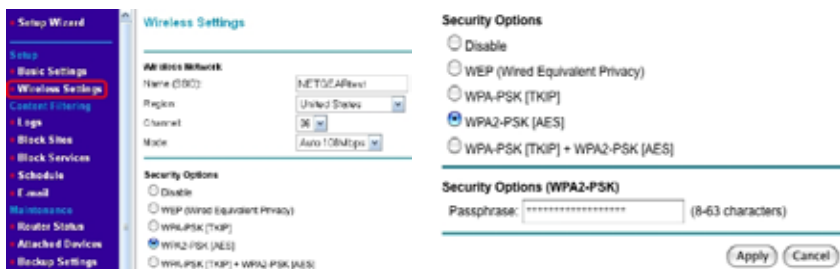 Setup Wizard
Setup
Basic Settings
Wireless Settings
Content Filtering
Logs
Block Sites
Block Services
Schedule
E-mail
Maintenance
Router Status
Attached Devices
Backup Settings
Wireless Settings
Wireless Network
Name (SSID): NETGEARtest
Region United States
Channel
Mode Auto 108Mbps
Security Options
Disable
WEP (Wired Equivalent Privacy)
WPA-PSK [TKIP]
WPA2-PSK [AES]
WPA-PSK [TKIP] + WPA2-PSK [AES]
Security Options
Disable
WEP (Wired Equivalent Privacy)
WPA-PSK [TKIP]
WPA2-PSK [AES]
WPA-PSK [TKIP] + WPA2-PSK [AES]
Security Options (WPA2-PSK)
Passphrase: ****************** (8-63 characters)
Apply Cancel